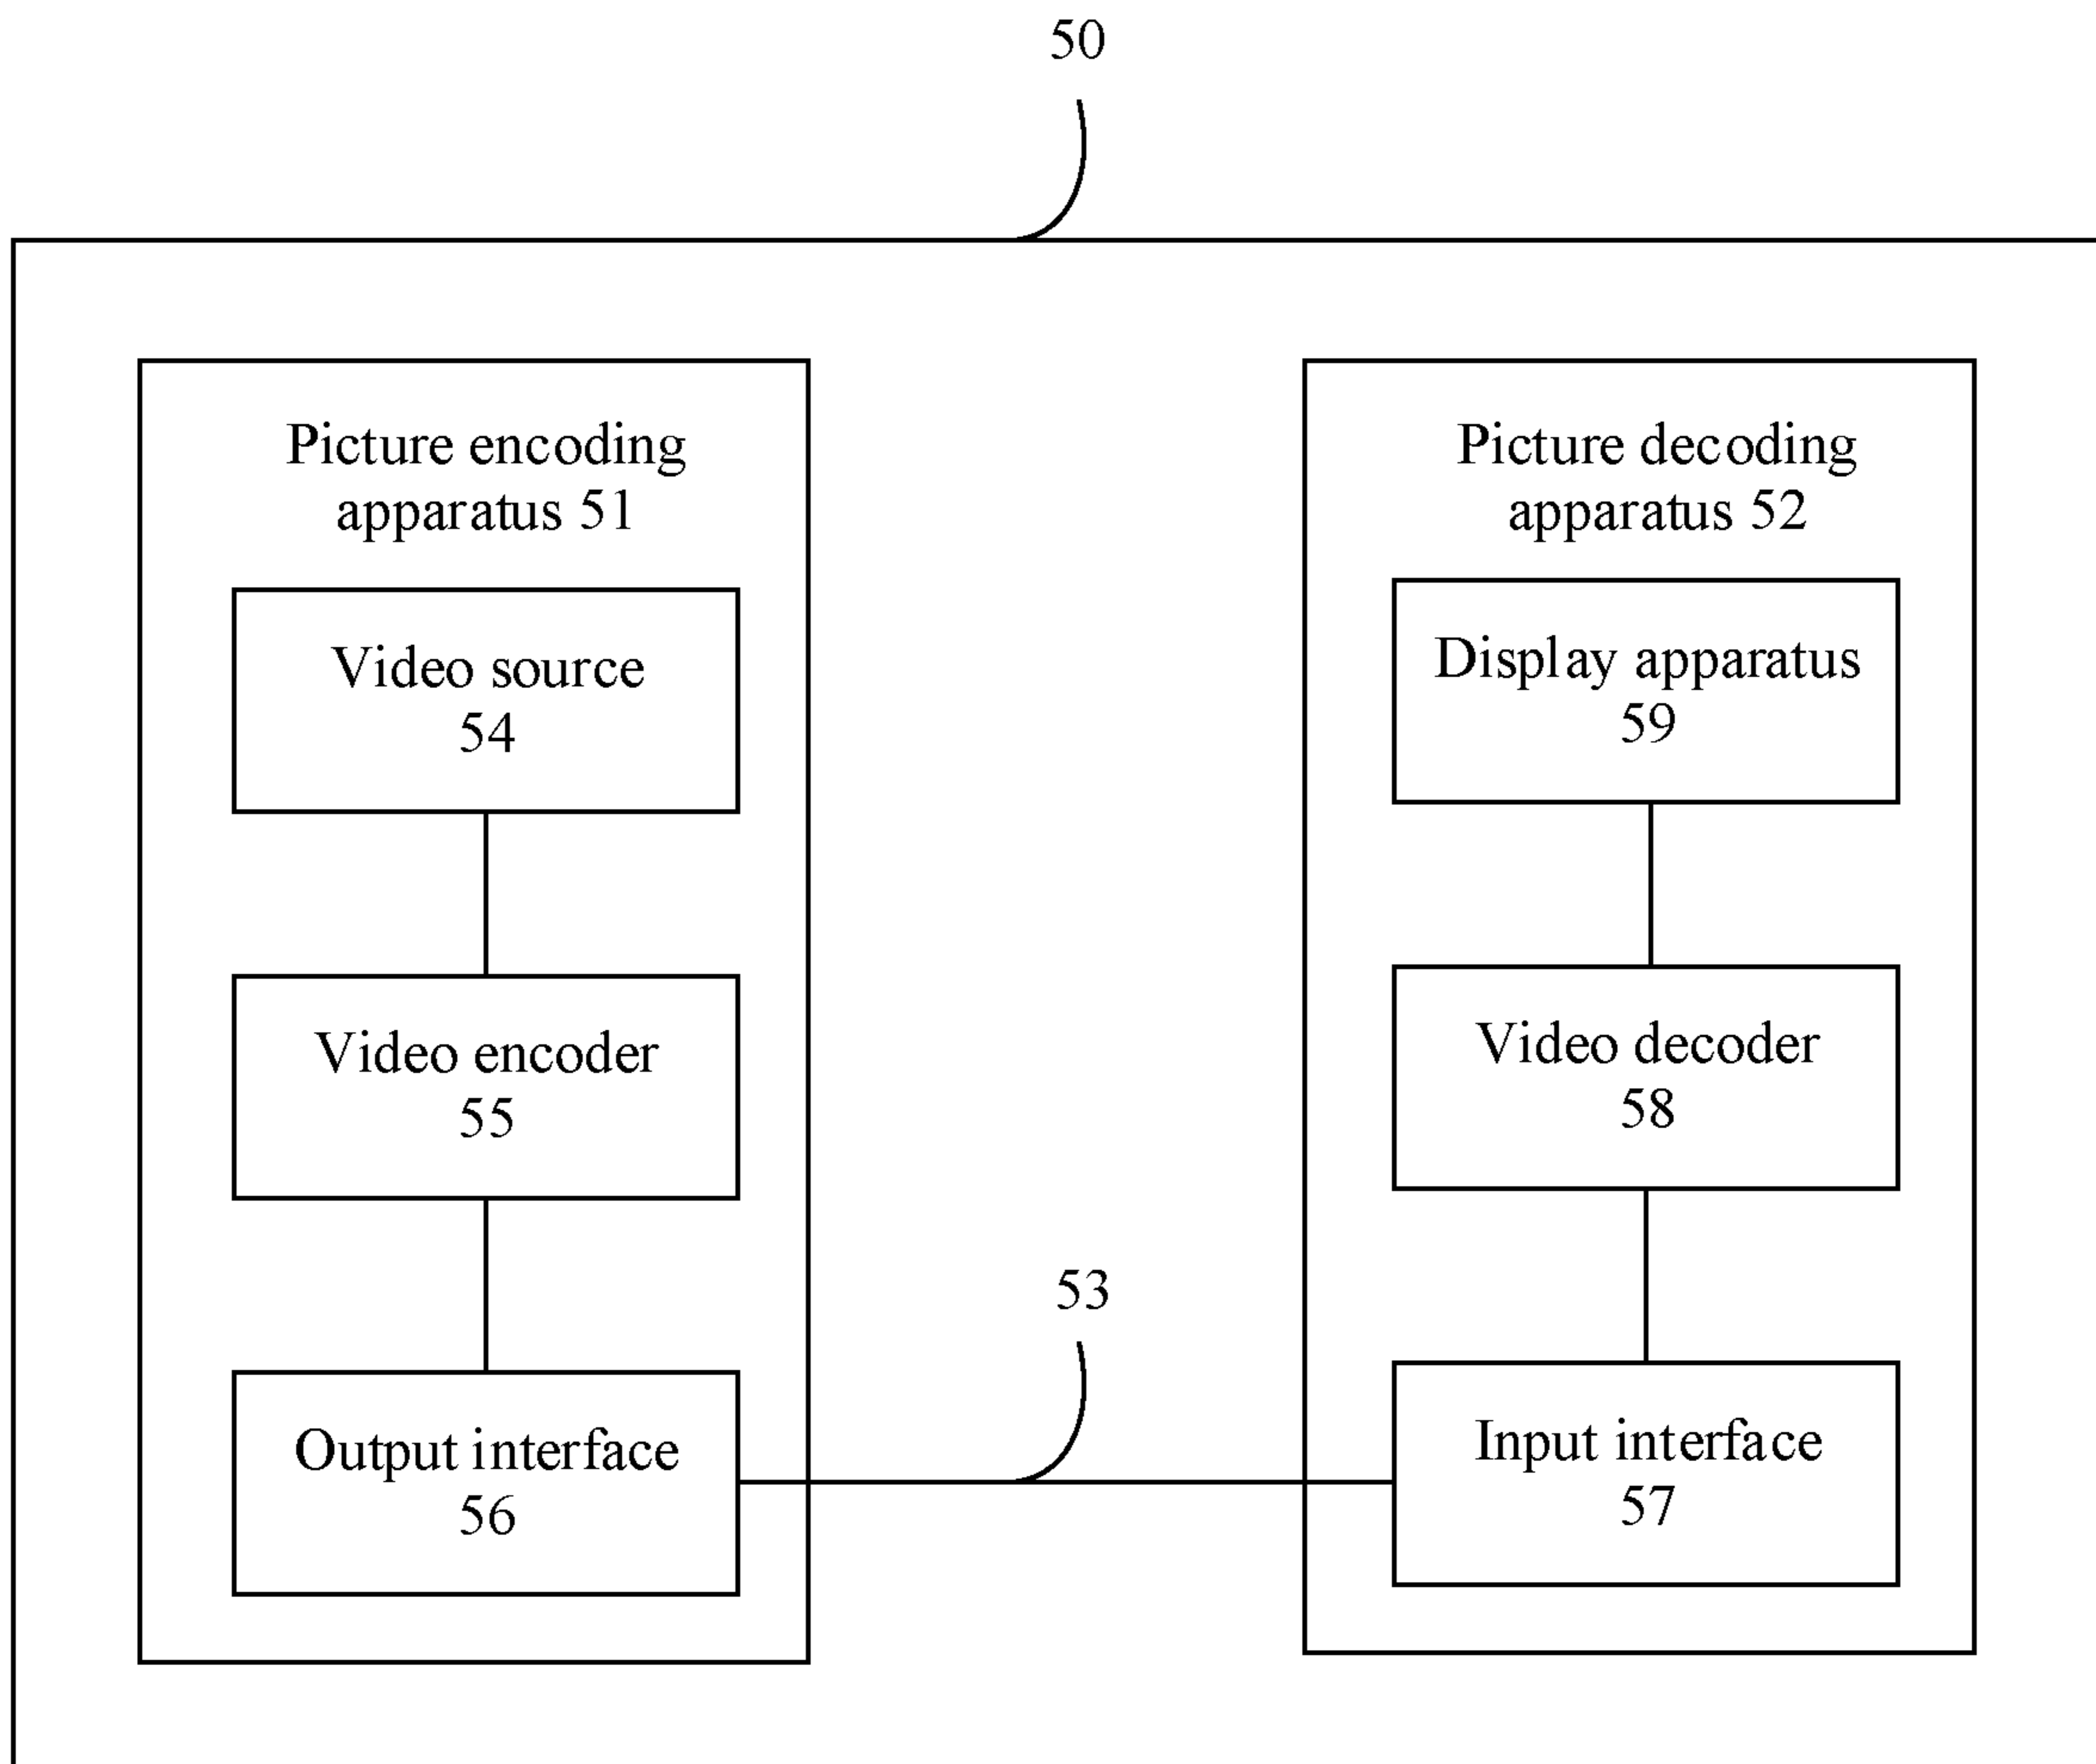 50
Picture encoding
apparatus 51
Video source
54
Video encoder
55
Output interface
56
53
Picture decoding
apparatus 52
Display apparatus
59
Video decoder
58
Input interface
57